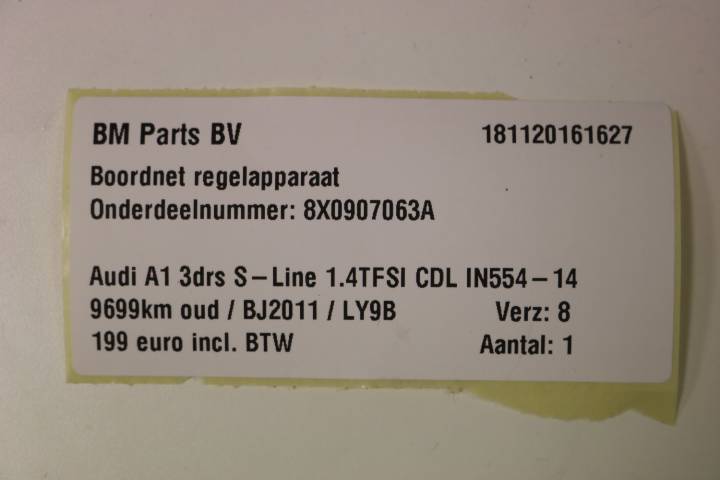 BM Parts BV 181120161627
Boordnet regelapparaat
Onderdeelnummer: 8X0907063A
Audi A1 3drs S-Line 1.4TFSI CDL IN554-14
9699km oud / BJ2011 / LY9B Verz: 8
199 euro incl. BTW Aantal: 1